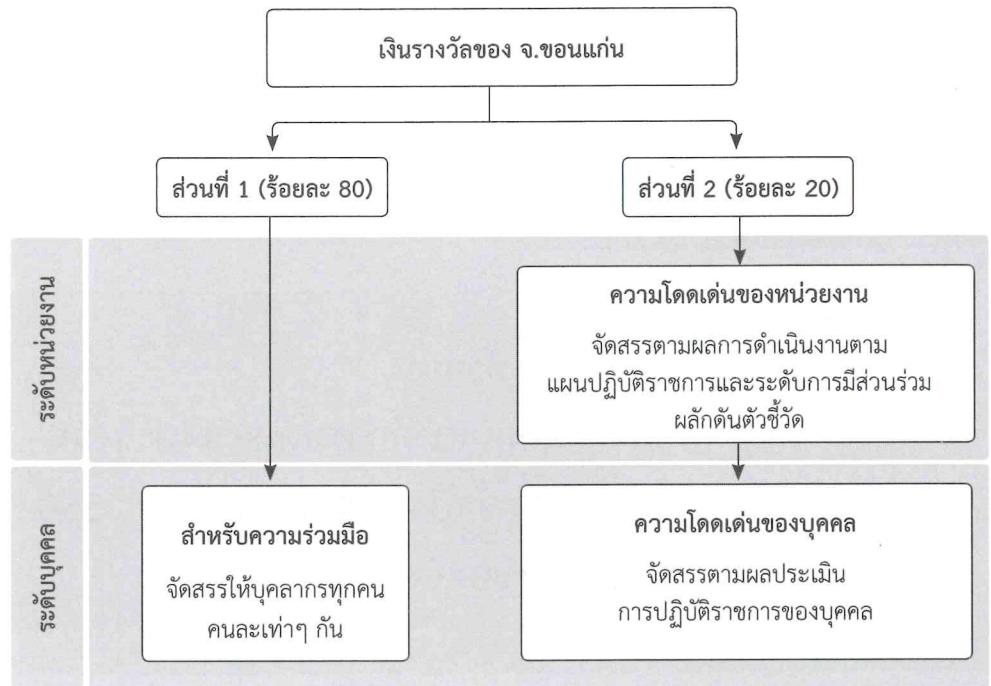 เงินรางวัลของ จ.ขอนแก่น
ส่วนที่ 1 (ร้อยละ 80)
ส่วนที่ 2 (ร้อยละ 20)
ระดับหน่วยงาน
ความโดดเด่นของหน่วยงาน
จัดสรรตามผลการดำเนินงานตาม
แผนปฏิบัติราชการและระดับการมีส่วนร่วม
ผลักดันตัวชี้วัด
ระดับบุคคล
สำหรับความร่วมมือ
จัดสรรให้บุคลากรทุกคน
คนละเท่าๆ กัน
ความโดดเด่นของบุคคล
จัดสรรตามผลประเมิน
การปฏิบัติราชการของบุคคล